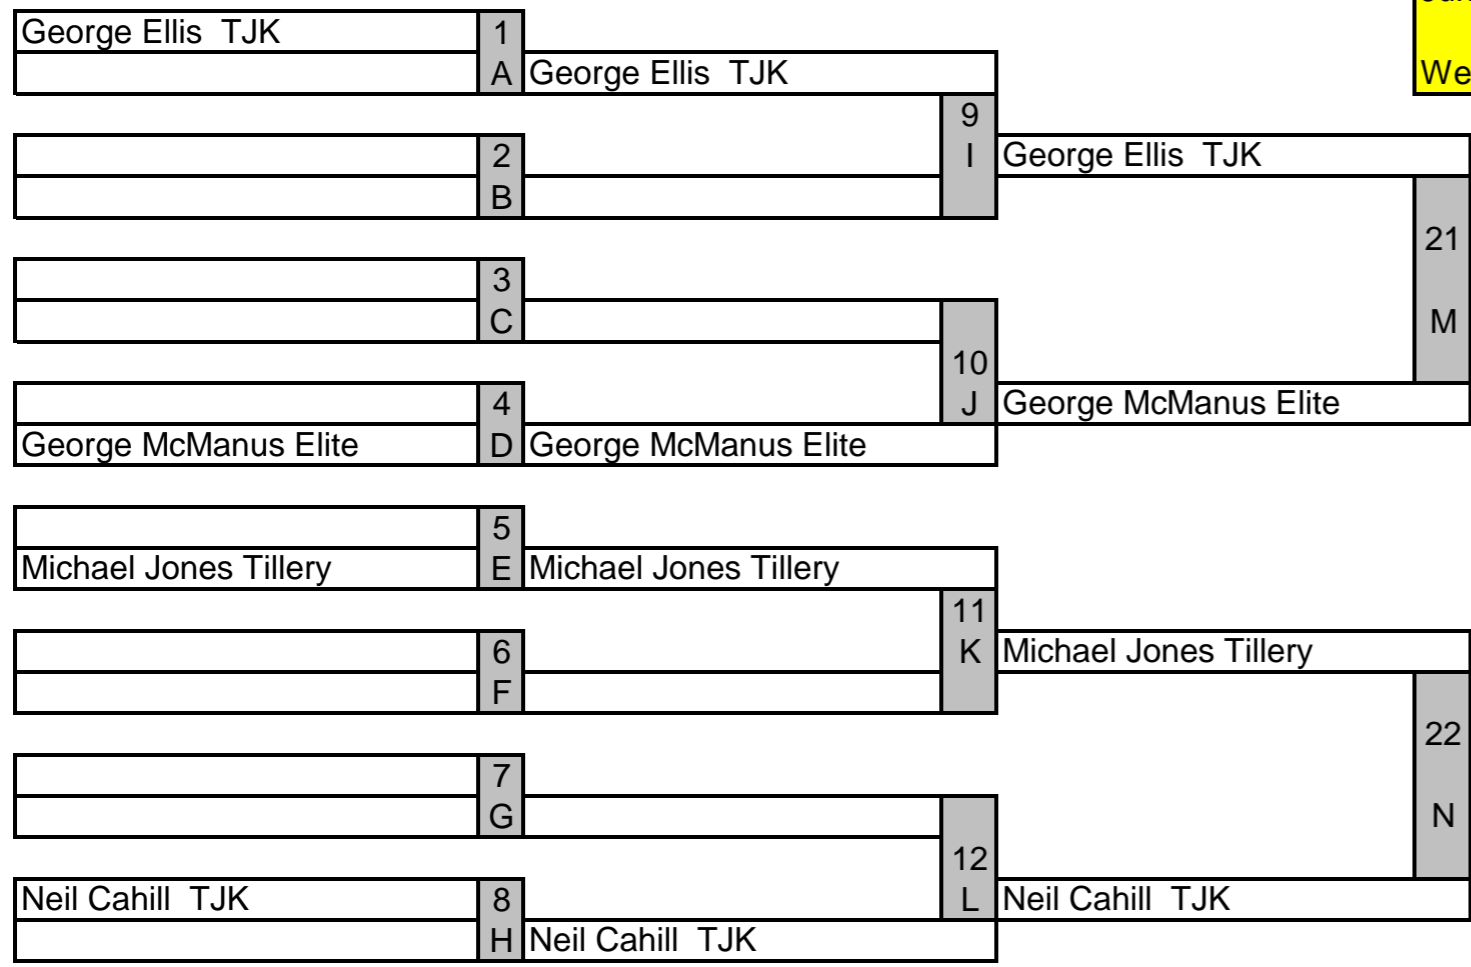 George Ellis TJK 1
A George Ellis TJK
We
9
2 I George Ellis TJK
B
21
3
C M
10
4 J George McManus Elite
George McManus Elite D George McManus Elite
5
Michael Jones Tillery E Michael Jones Tillery
11
6 K Michael Jones Tillery
F
22
7
G N
12
Neil Cahill TJK 8 L Neil Cahill TJK
H Neil Cahill TJK